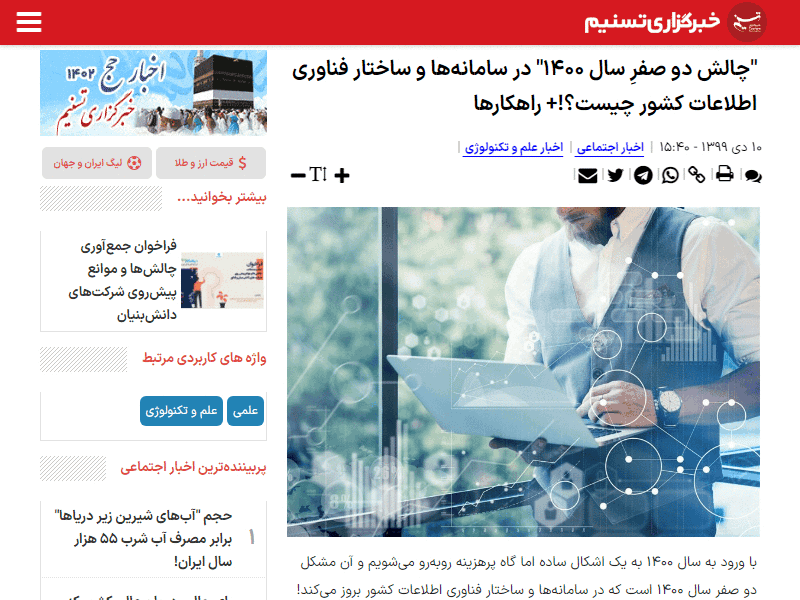 خبرگزاری تسنیم
"چالش دو صفرِ سال ۱۴۰۰" در سامانه‌ها و ساختار فناوری
اطلاعات کشور چیست؟!+ راهکارها
۱۰ دی ۱۳۹۹ - ۱۵:۴۰ | اخبار اجتماعی | اخبار علم و تکنولوژی |
با ورود به سال ۱۴۰۰ به یک اشکال ساده اما گاه پرهزینه روبه‌رو می‌شویم و آن مشکل
دو صفر سال ۱۴۰۰ است که در سامانه‌ها و ساختار فناوری اطلاعات کشور بروز می‌کند!
اخبار حج ۱۴۰۲
خبرگزاری تسنیم
قیمت ارز و طلا
لیگ ایران و جهان
بیشتر بخوانید...
فراخوان جمع‌آوری
چالش‌ها و موانع
پیش‌روی شرکت‌های
دانش‌بنیان
واژه های کاربردی مرتبط
علمی
علم و تکنولوژی
پربیننده‌ترین اخبار اجتماعی
۱
حجم "آب‌های شیرین زیر دریاها"
برابر مصرف آب شرب ۵۵ هزار
سال ایران!